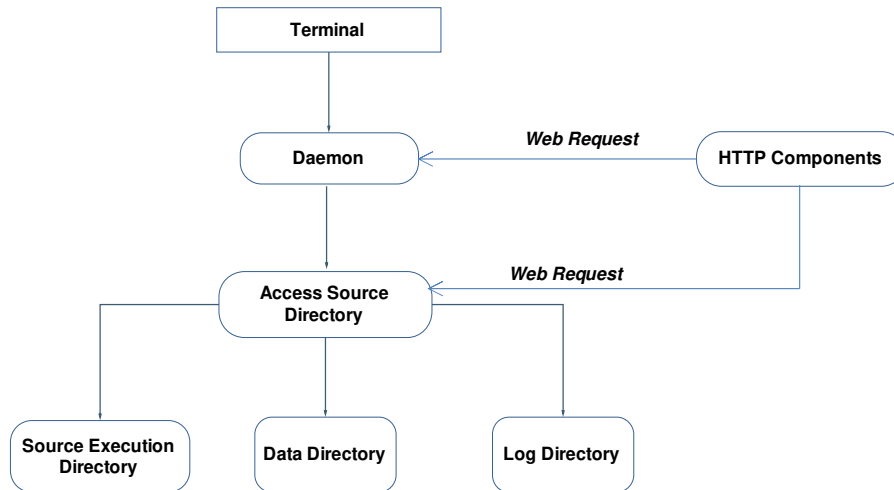 Terminal
Web Request
Daemon
HTTP Components
Web Request
Access Source
Directory
Source Execution
Directory
Data Directory
Log Directory